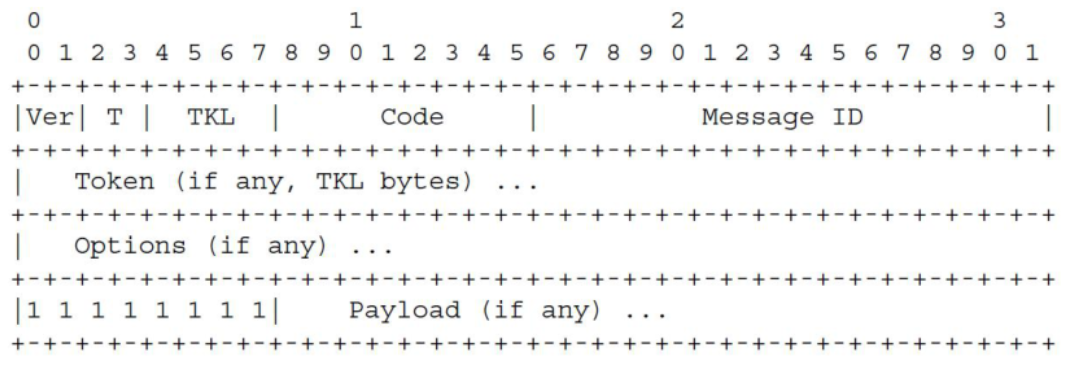 0                   1                   2                   3
 0 1 2 3 4 5 6 7 8 9 0 1 2 3 4 5 6 7 8 9 0 1 2 3 4 5 6 7 8 9 0 1
+-+-+-+-+-+-+-+-+-+-+-+-+-+-+-+-+-+-+-+-+-+-+-+-+-+-+-+-+-+-+-+-+
|Ver| T |  TKL  |      Code     |          Message ID           |
+-+-+-+-+-+-+-+-+-+-+-+-+-+-+-+-+-+-+-+-+-+-+-+-+-+-+-+-+-+-+-+-+
|   Token (if any, TKL bytes) ...
+-+-+-+-+-+-+-+-+-+-+-+-+-+-+-+-+-+-+-+-+-+-+-+-+-+-+-+-+-+-+-+-+
|   Options (if any) ...
+-+-+-+-+-+-+-+-+-+-+-+-+-+-+-+-+-+-+-+-+-+-+-+-+-+-+-+-+-+-+-+-+
|1 1 1 1 1 1 1 1|    Payload (if any) ...
+-+-+-+-+-+-+-+-+-+-+-+-+-+-+-+-+-+-+-+-+-+-+-+-+-+-+-+-+-+-+-+-+